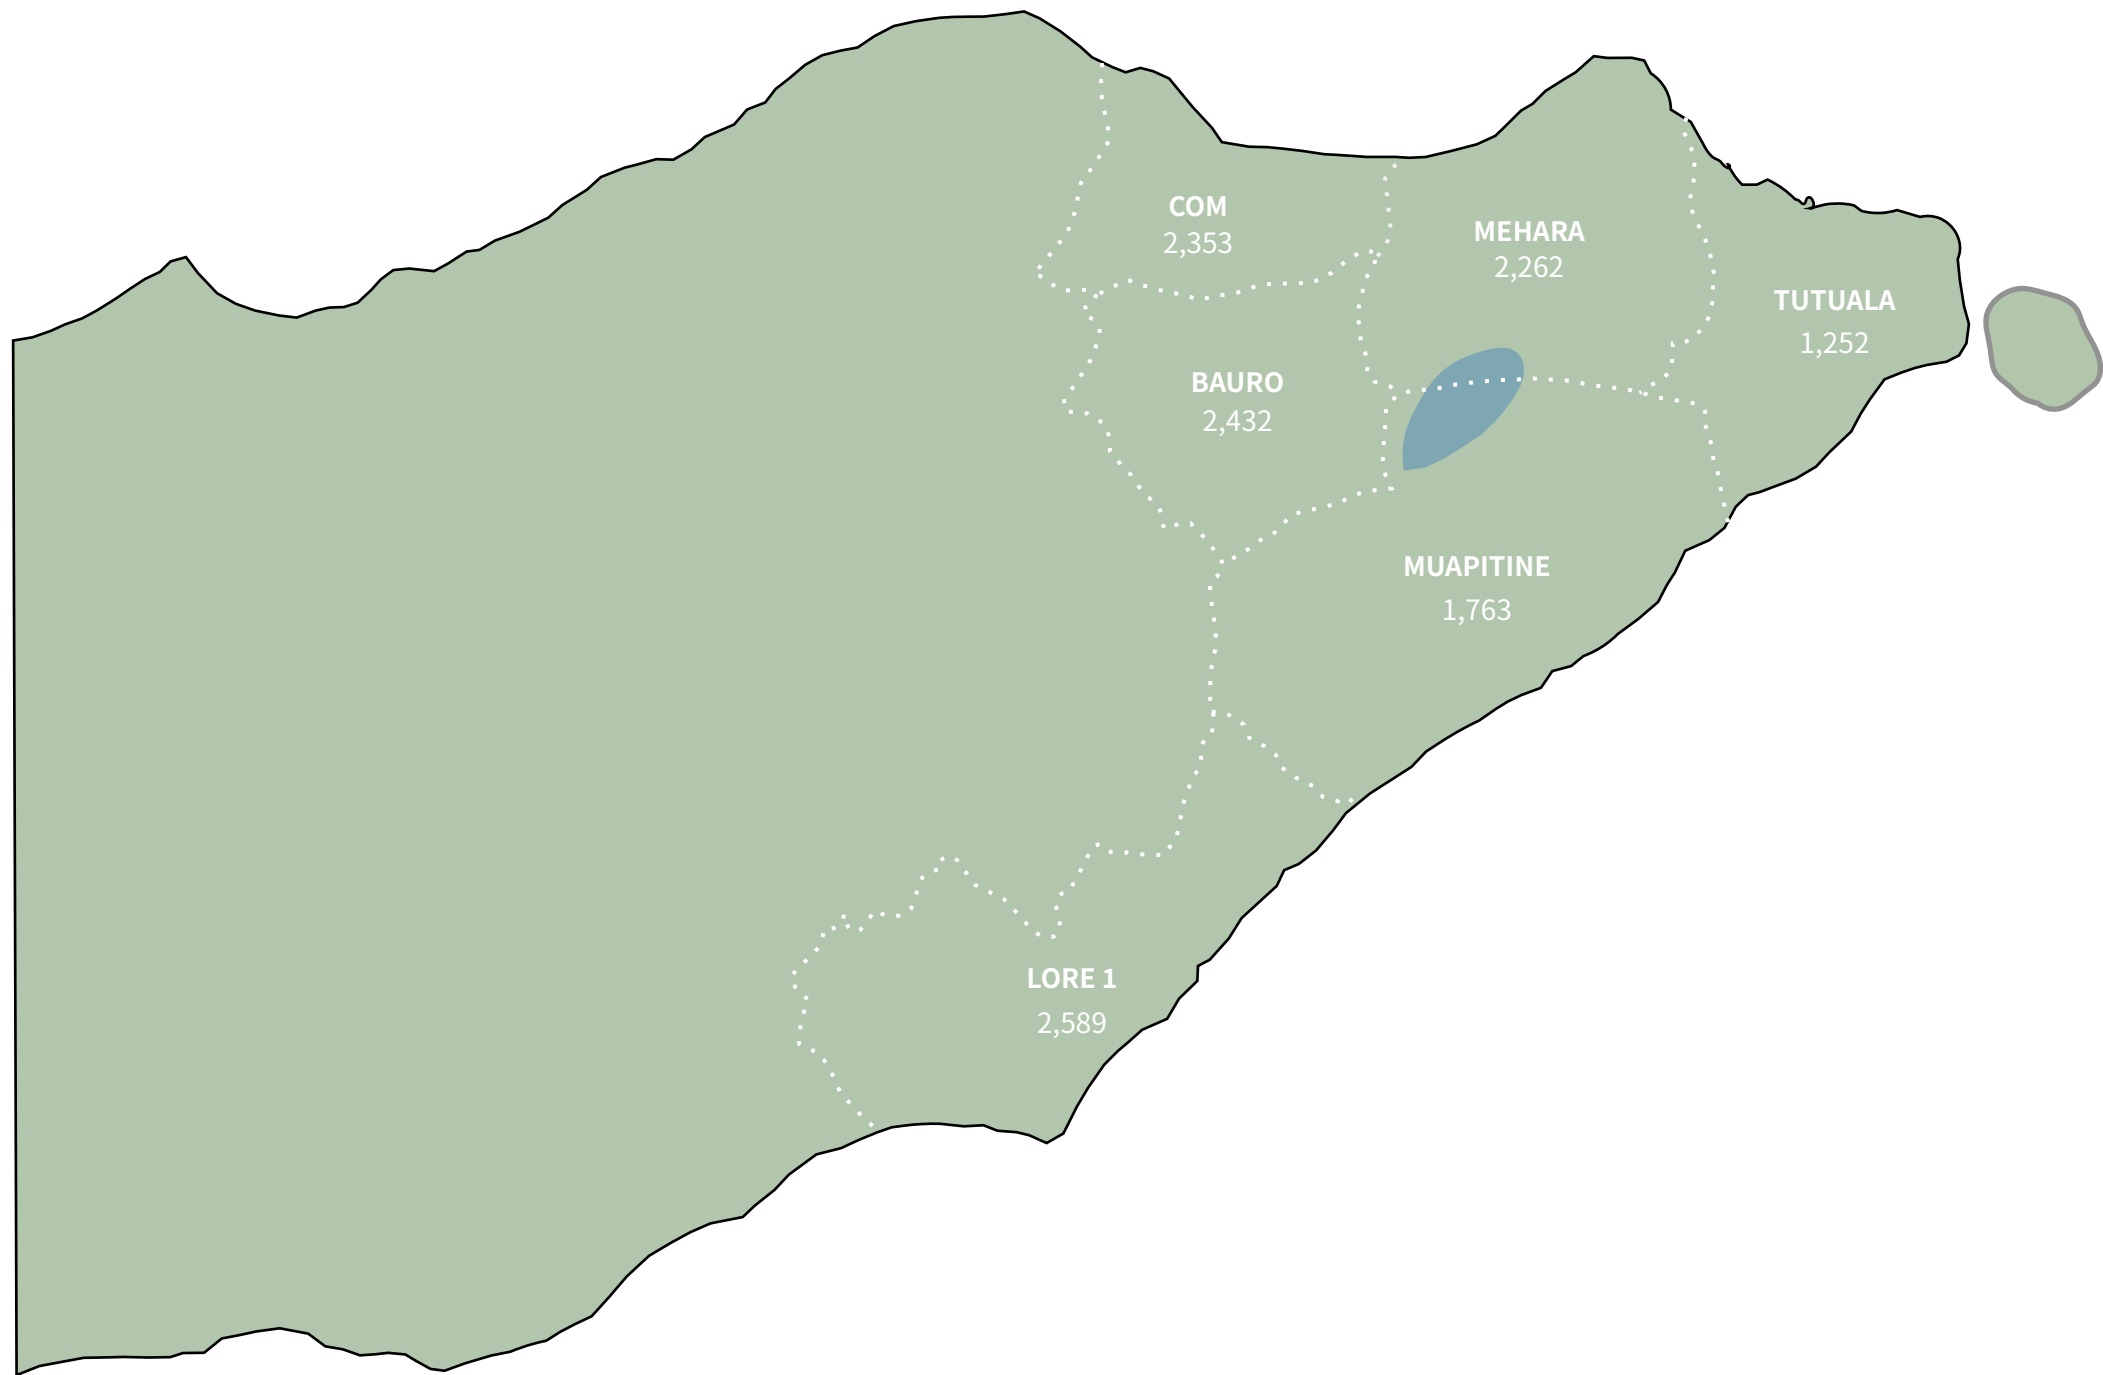 COM
2,353
MEHARA
2,262
TUTUALA
1,252
BAURO
2,432
MUAPITINE
1,763
LORE 1
2,589